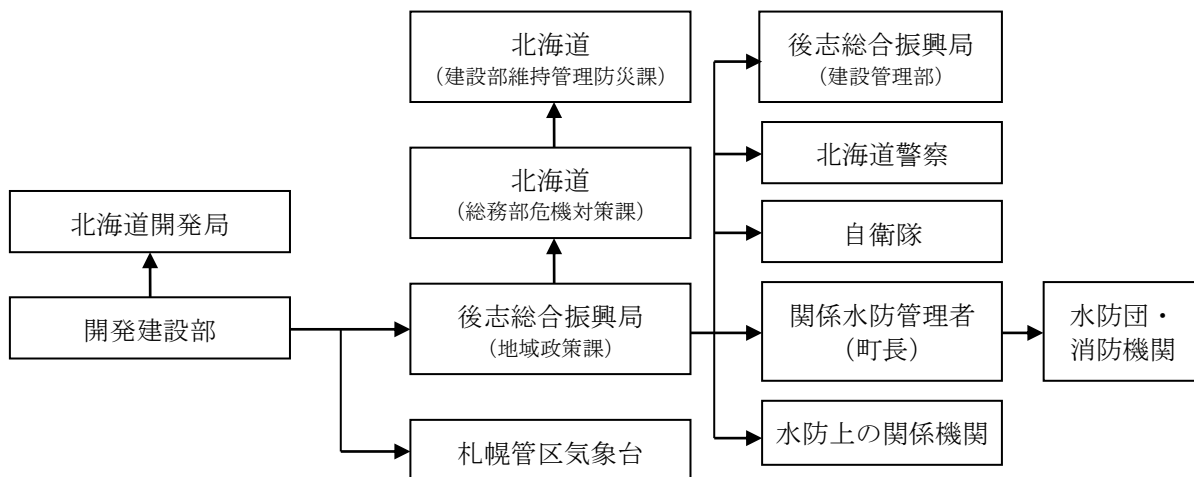 北海道
（建設部維持管理防災課）
後志総合振興局
（建設管理部）
北海道
（総務部危機対策課）
北海道警察
北海道開発局
自衛隊
開発建設部
後志総合振興局
（地域政策課）
関係水防管理者
（町長）
水防団・
消防機関
札幌管区気象台
水防上の関係機関